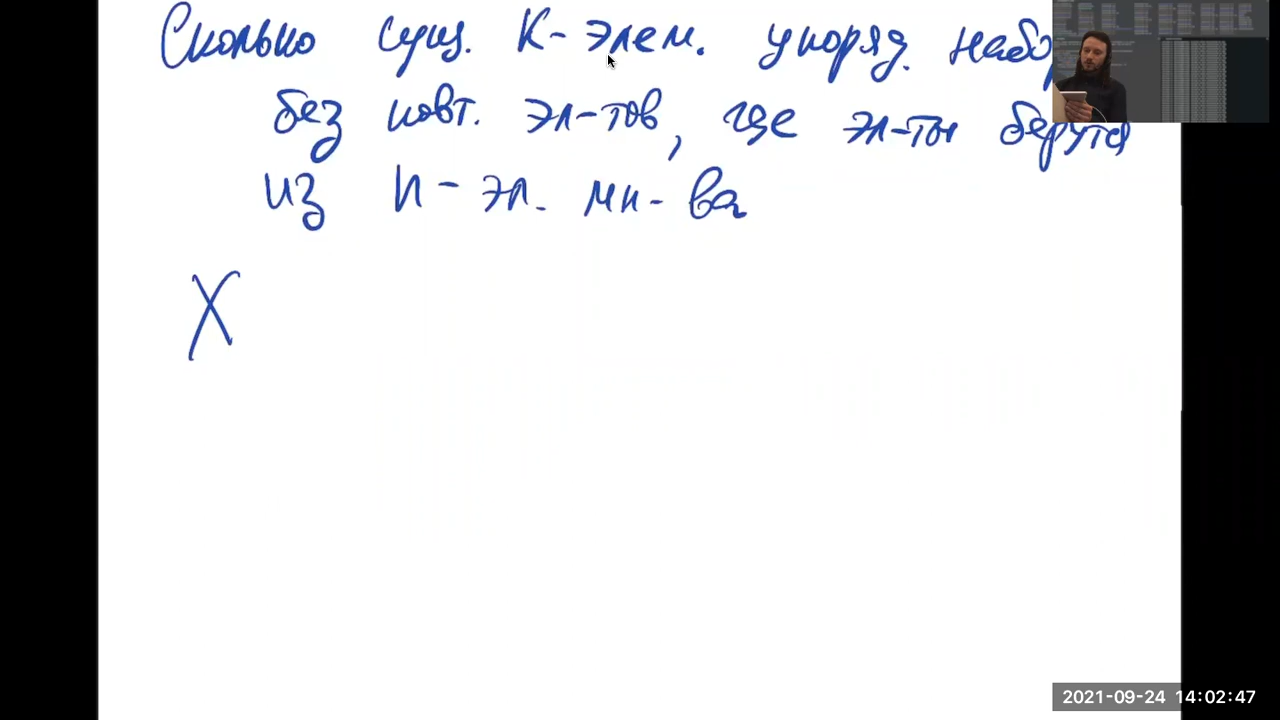 Сколько сущ. K-элем. упоряд. набо
без повт. эл-тов, где эл-ты берутся
из n-эл. мн-ва
X
2021-09-24 14:02:47